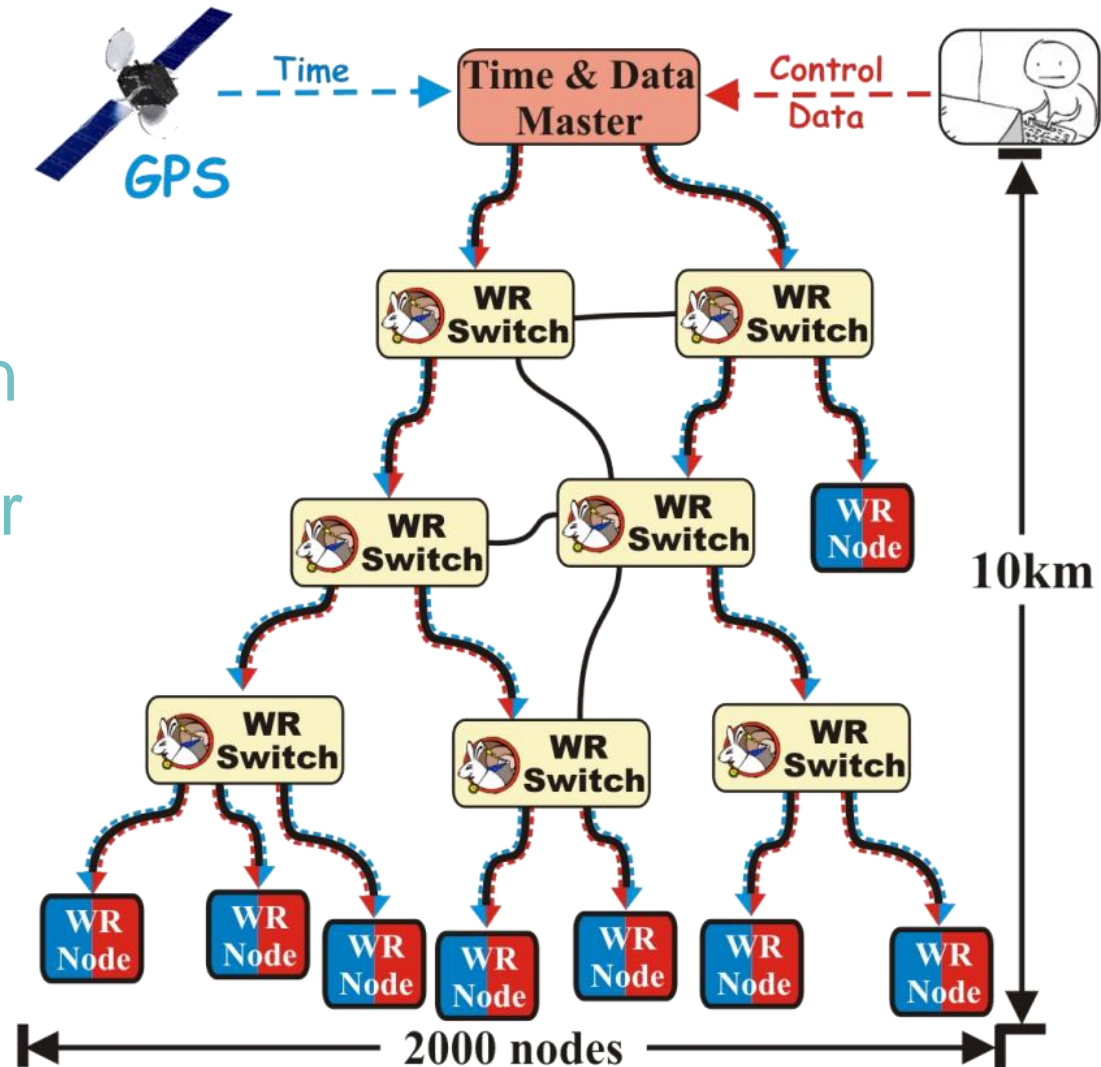 Time
GPS
Time & Data
Master
Control
Data
WR
Switch
WR
Switch
n
r
WR
Switch
WR
Switch
WR
Node
10km
WR
Switch
WR
Switch
WR
Switch
WR
Node
WR
Node
WR
Node
WR
Node
WR
Node
WR
Node
WR
Node
2000 nodes